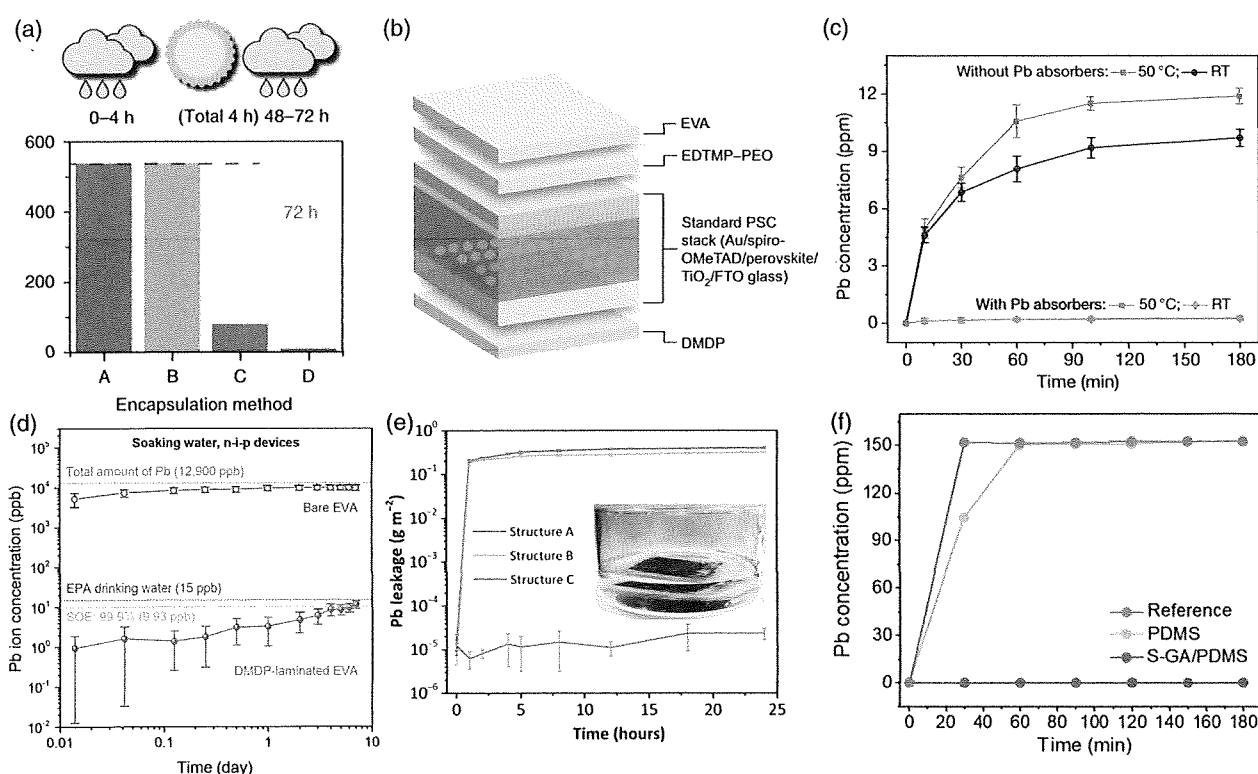 (a)
0–4 h (Total 4 h) 48–72 h
600
400
200
0
72 h
A B C D
Encapsulation method
(b)
EVA
EDTMP–PEO
Standard PSC
stack (Au/spiro-
OMeTAD/perovskite/
TiO2/FTO glass)
DMDP
(c)
Pb concentration (ppm)
12
9
6
3
0
Without Pb absorbers: 50 °C; RT
With Pb absorbers: 50 °C; RT
0 30 60 90 100 120 150 180
Time (min)
(d)
Pb ion concentration (ppb)
10^5
10^4
10^3
10^2
10^1
10^0
10^-1
10^-2
Soaking water, n-i-p devices
Total amount of Pb (12,900 ppb)
Bare EVA
EPA drinking water (15 ppb)
SQE 99.9% (9.93 ppb)
DMDP-laminated EVA
0.01 0.1 1 10
Time (day)
(e)
Pb leakage (g m^-2)
10^0
10^-1
10^-2
10^-3
10^-4
10^-5
10^-6
Structure A
Structure B
Structure C
0 5 10 15 20 25
Time (hours)
(f)
Pb concentration (ppm)
150
120
90
60
30
0
Reference
PDMS
S-GA/PDMS
0 20 40 60 80 100 120 140 160 180
Time (min)